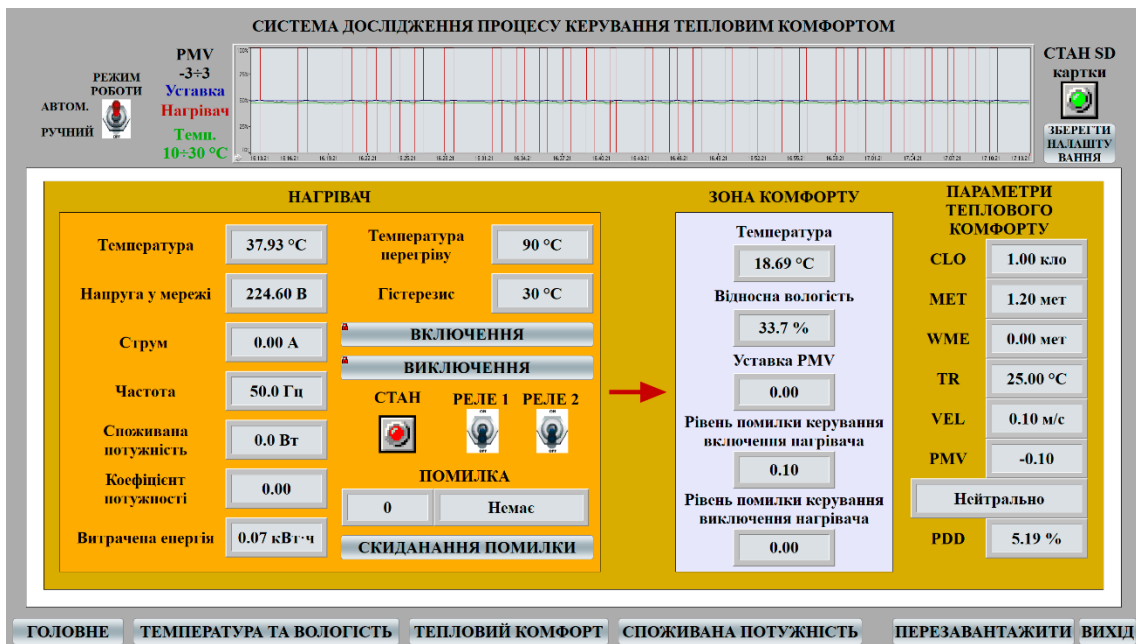 СИСТЕМА ДОСЛІДЖЕННЯ ПРОЦЕСУ КЕРУВАННЯ ТЕПЛОВИМ КОМФОРТОМ
РЕЖИМ
РОБОТИ
АВТОМ.
РУЧНИЙ
OFF
PMV
-3÷3
Уставка
Нагрівач
Темп.
10÷30 °C
75%
50%
25%
СТАН SD
картки
ЗБЕРЕГТИ
НАЛАШТУ
ВАННЯ
НАГРІВАЧ
Температура
37.93 °C
Напруга у мережі
224.60 В
Струм
0.00 А
Частота
50.0 Гц
Споживана
потужність
0.0 Вт
Коефіцієнт
потужності
0.00
Витрачена енергія
0.07 кВт·ч
Температура
перегріву
90 °C
Гістерезис
30 °C
ВКЛЮЧЕННЯ
ВИКЛЮЧЕННЯ
СТАН
РЕЛЕ 1
РЕЛЕ 2
ПОМИЛКА
0
Немає
СКИДАНАННЯ ПОМИЛКИ
ЗОНА КОМФОРТУ
Температура
18.69 °C
Відносна вологість
33.7 %
Уставка PMV
0.00
Рівень помилки керування
включення нагрівача
0.10
Рівень помилки керування
виключення нагрівача
0.00
ПАРАМЕТРИ
ТЕПЛОВОГО
КОМФОРТУ
CLO 1.00 кло
MET 1.20 мет
WME 0.00 мет
TR 25.00 °C
VEL 0.10 м/с
PMV -0.10
Нейтрально
PDD 5.19 %
ГОЛОВНЕ
ТЕМПЕРАТУРА ТА ВОЛОГІСТЬ
ТЕПЛОВИЙ КОМФОРТ
СПОЖИВАНА ПОТУЖНІСТЬ
ПЕРЕЗАВАНТАЖИТИ
ВИХІД